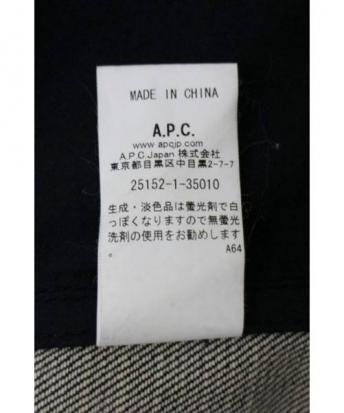 MADE IN CHINA
A.P.C.
www.apcjp.com
A.P.C.Japan 株式会社
東京都目黒区中目黒2-7-7
25152-1-35010
生成・淡色品は螢光剤で白
っぽくなりますので無螢光
洗剤の使用をお勧めします
。
A64